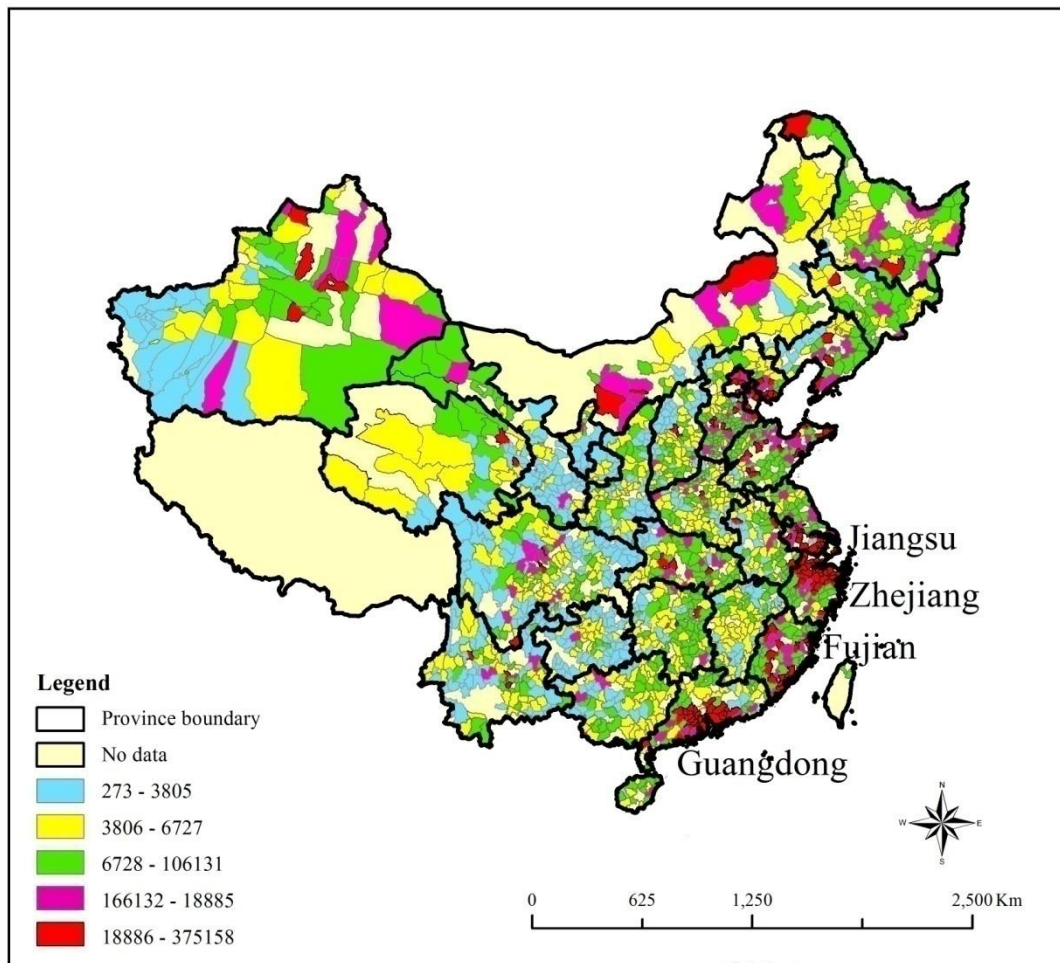 Jiangsu
Zhejiang
Fujian
Guangdong
Legend
Province boundary
No data
273 - 3805
3806 - 6727
6728 - 106131
166132 - 18885
18886 - 375158
N
W E
S
0 625 1,250 2,500 Km